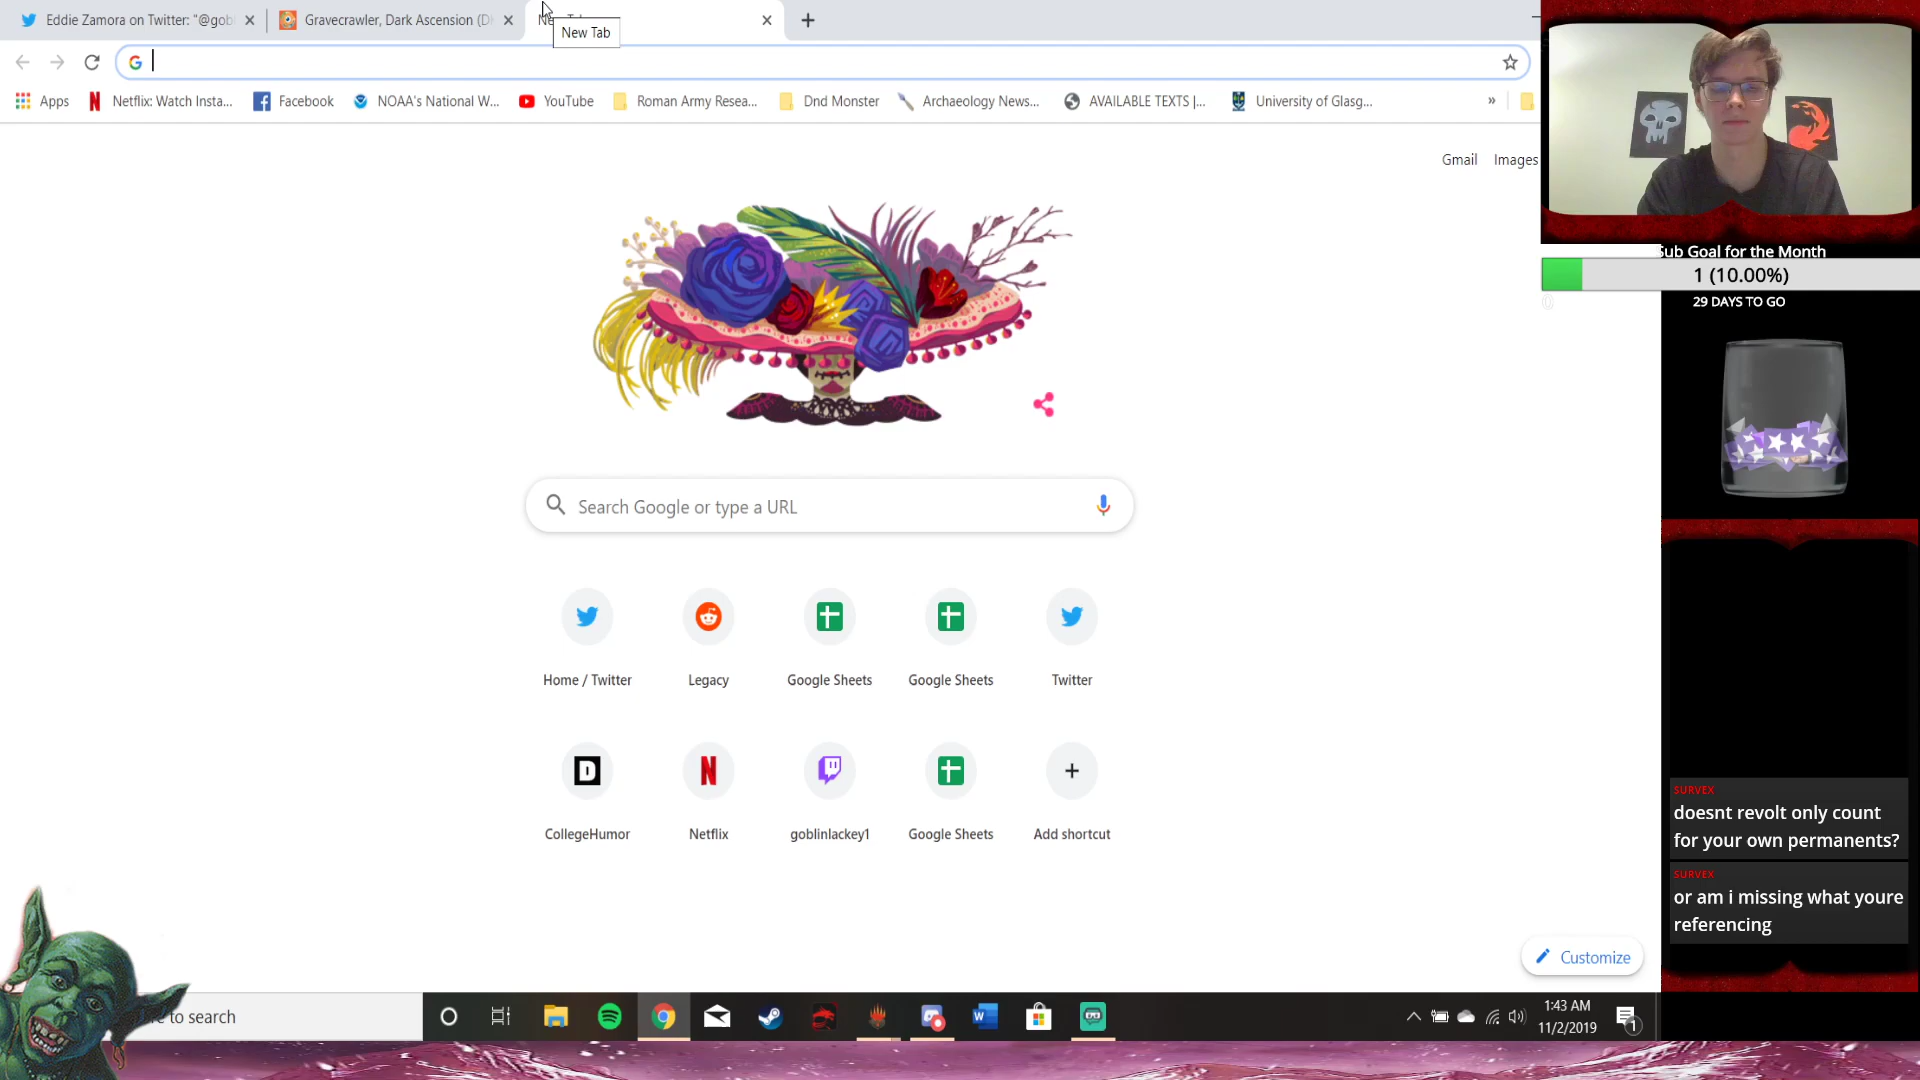 Eddie Zamora on Twitter: "@gob
Gravecrawler, Dark Ascension (D
New Tab
Apps
Netflix: Watch Insta...
Facebook
NOAA's National W...
YouTube
Roman Army Resea...
Dnd Monster
Archaeology News...
AVAILABLE TEXTS |...
University of Glasg...
»
Gmail
Images
Search Google or type a URL
Home / Twitter
Legacy
Google Sheets
Google Sheets
Twitter
CollegeHumor
Netflix
goblinlackey1
Google Sheets
Add shortcut
Customize
to search
1:43 AM
11/2/2019
1
Sub Goal for the Month
1 (10.00%)
0
29 DAYS TO GO
SURVEX
doesnt revolt only count
for your own permanents?
SURVEX
or am i missing what youre
referencing